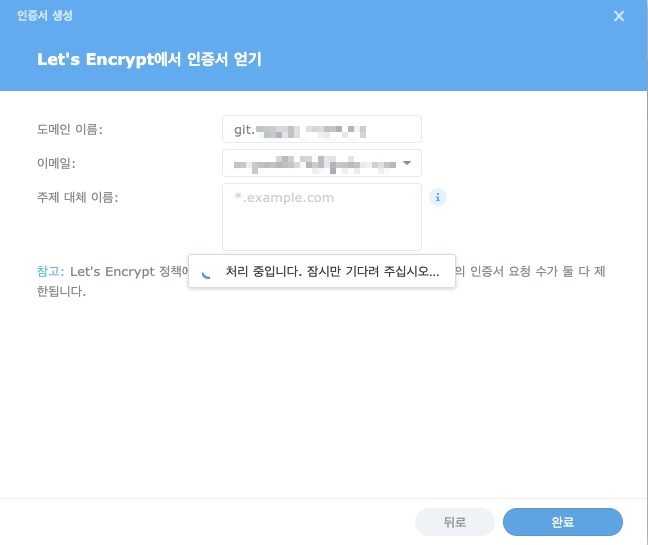 인증서 생성
Let's Encrypt에서 인증서 얻기
도메인 이름:
git.
이메일:
주제 대체 이름:
*.example.com
참고: Let's Encrypt 정책에
처리 중입니다. 잠시만 기다려 주십시오...
의 인증서 요청 수가 둘 다 제
한됩니다.
뒤로
완료